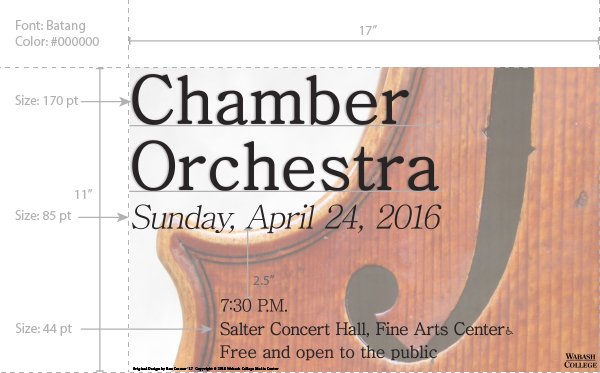 Font: Batang
Color: #000000
17”
Size: 170 pt
Chamber
Orchestra
11”
Size: 85 pt
Sunday, April 24, 2016
2.5”
7:30 P.M.
Size: 44 pt
Salter Concert Hall, Fine Arts Center
Free and open to the public
WABASH
COLLEGE